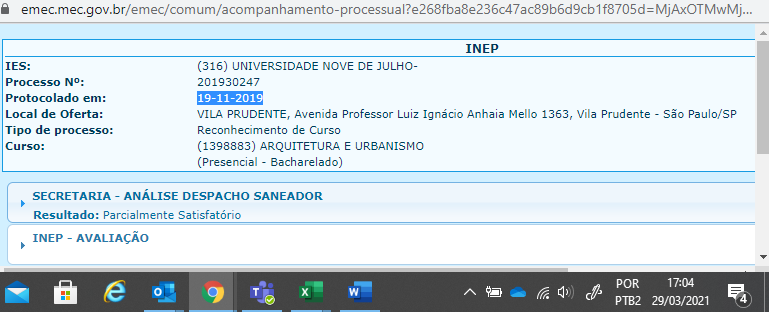 emec.mec.gov.br/emec/comum/acompanhamento-processual?e268fba8e236c47ac89b6d9cb1f8705d=MjAxOTMwMj...
INEP
IES: (316) UNIVERSIDADE NOVE DE JULHO-
Processo Nº: 201930247
Protocolado em: 19-11-2019
Local de Oferta: VILA PRUDENTE, Avenida Professor Luiz Ignácio Anhaia Mello 1363, Vila Prudente - São Paulo/SP
Tipo de processo: Reconhecimento de Curso
Curso: (1398883) ARQUITETURA E URBANISMO
(Presencial - Bacharelado)
SECRETARIA - ANÁLISE DESPACHO SANEADOR
Resultado: Parcialmente Satisfatório
INEP - AVALIAÇÃO
POR 17:04
PTB2 29/03/2021
4